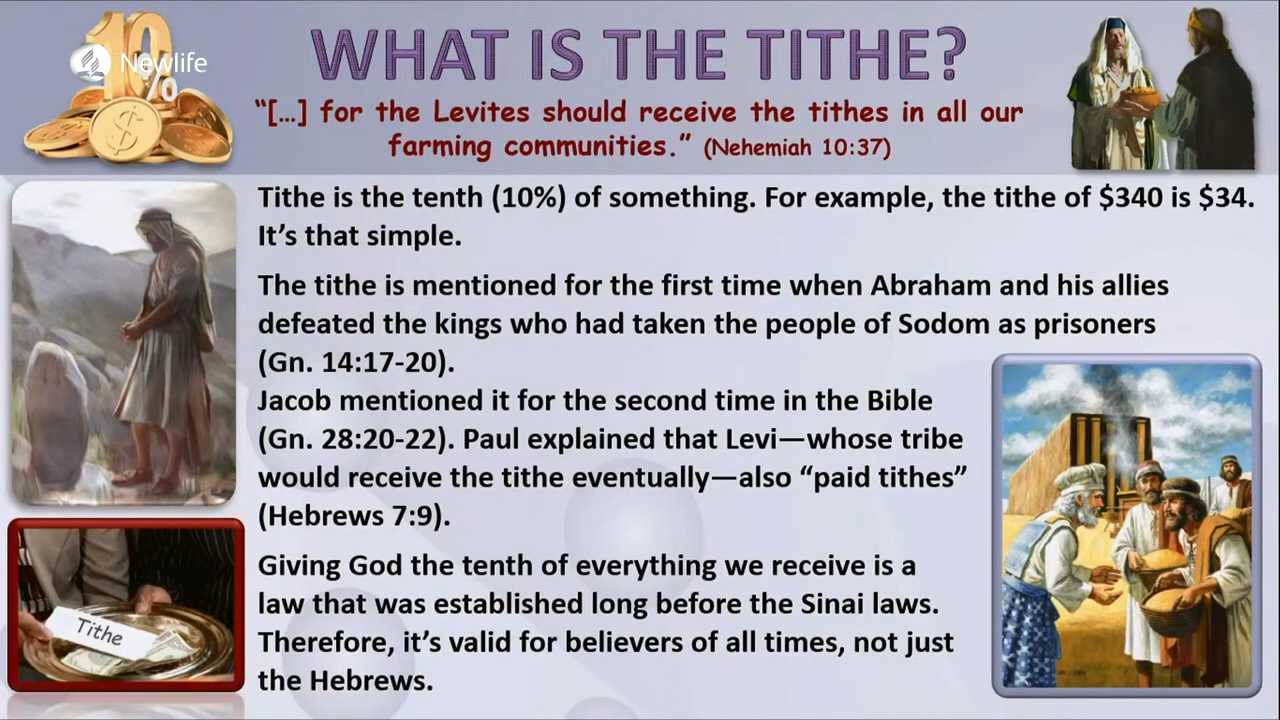 10
%
Newlife
WHAT IS THE TITHE?
“[…] for the Levites should receive the tithes in all our
farming communities.” (Nehemiah 10:37)
Tithe is the tenth (10%) of something. For example, the tithe of $340 is $34.
It’s that simple.
The tithe is mentioned for the first time when Abraham and his allies
defeated the kings who had taken the people of Sodom as prisoners
(Gn. 14:17-20).
Jacob mentioned it for the second time in the Bible
(Gn. 28:20-22). Paul explained that Levi—whose tribe
would receive the tithe eventually—also “paid tithes”
(Hebrews 7:9).
Giving God the tenth of everything we receive is a
law that was established long before the Sinai laws.
Therefore, it’s valid for believers of all times, not just
the Hebrews.
Tithe
$